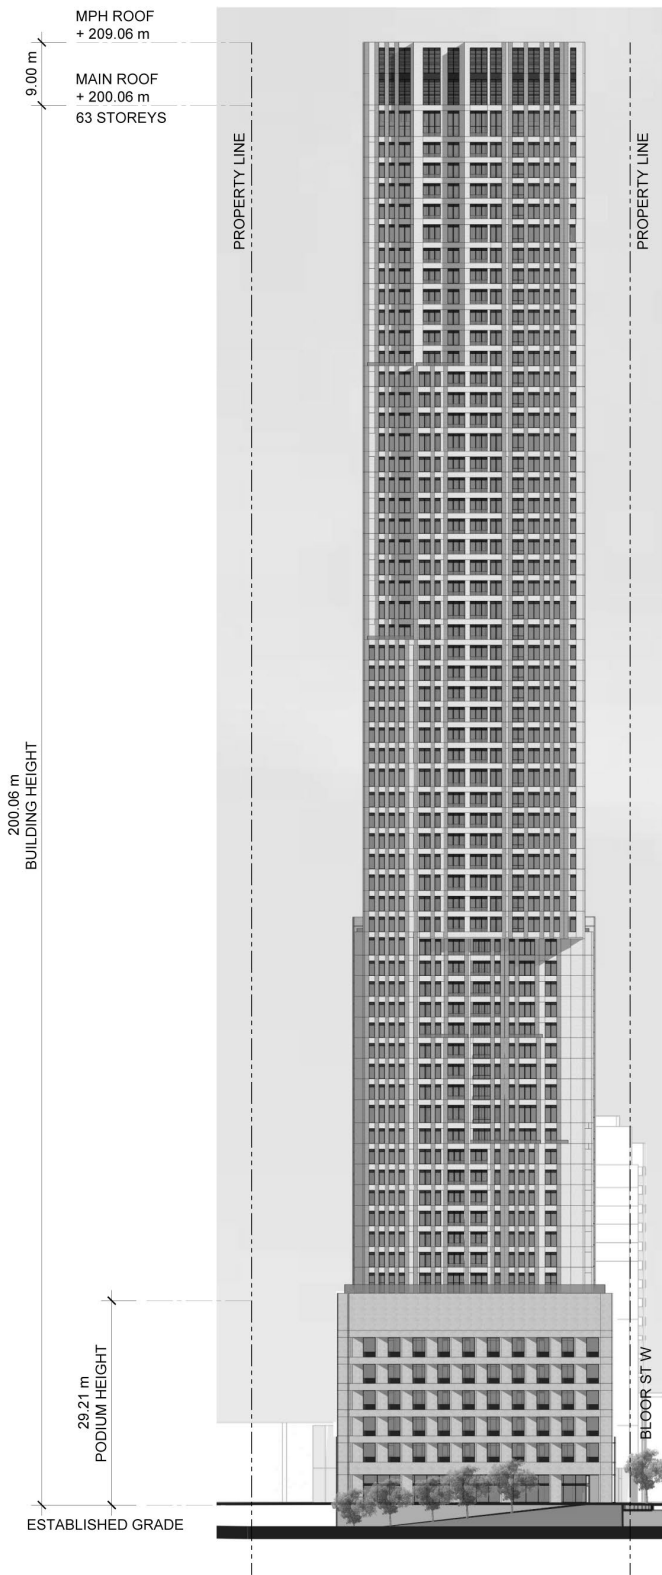 MPH ROOF
+ 209.06 m
9.00 m
MAIN ROOF
+ 200.06 m
63 STOREYS
PROPERTY LINE
PROPERTY LINE
200.06 m
BUILDING HEIGHT
29.21 m
PODIUM HEIGHT
BLOOR ST W
ESTABLISHED GRADE